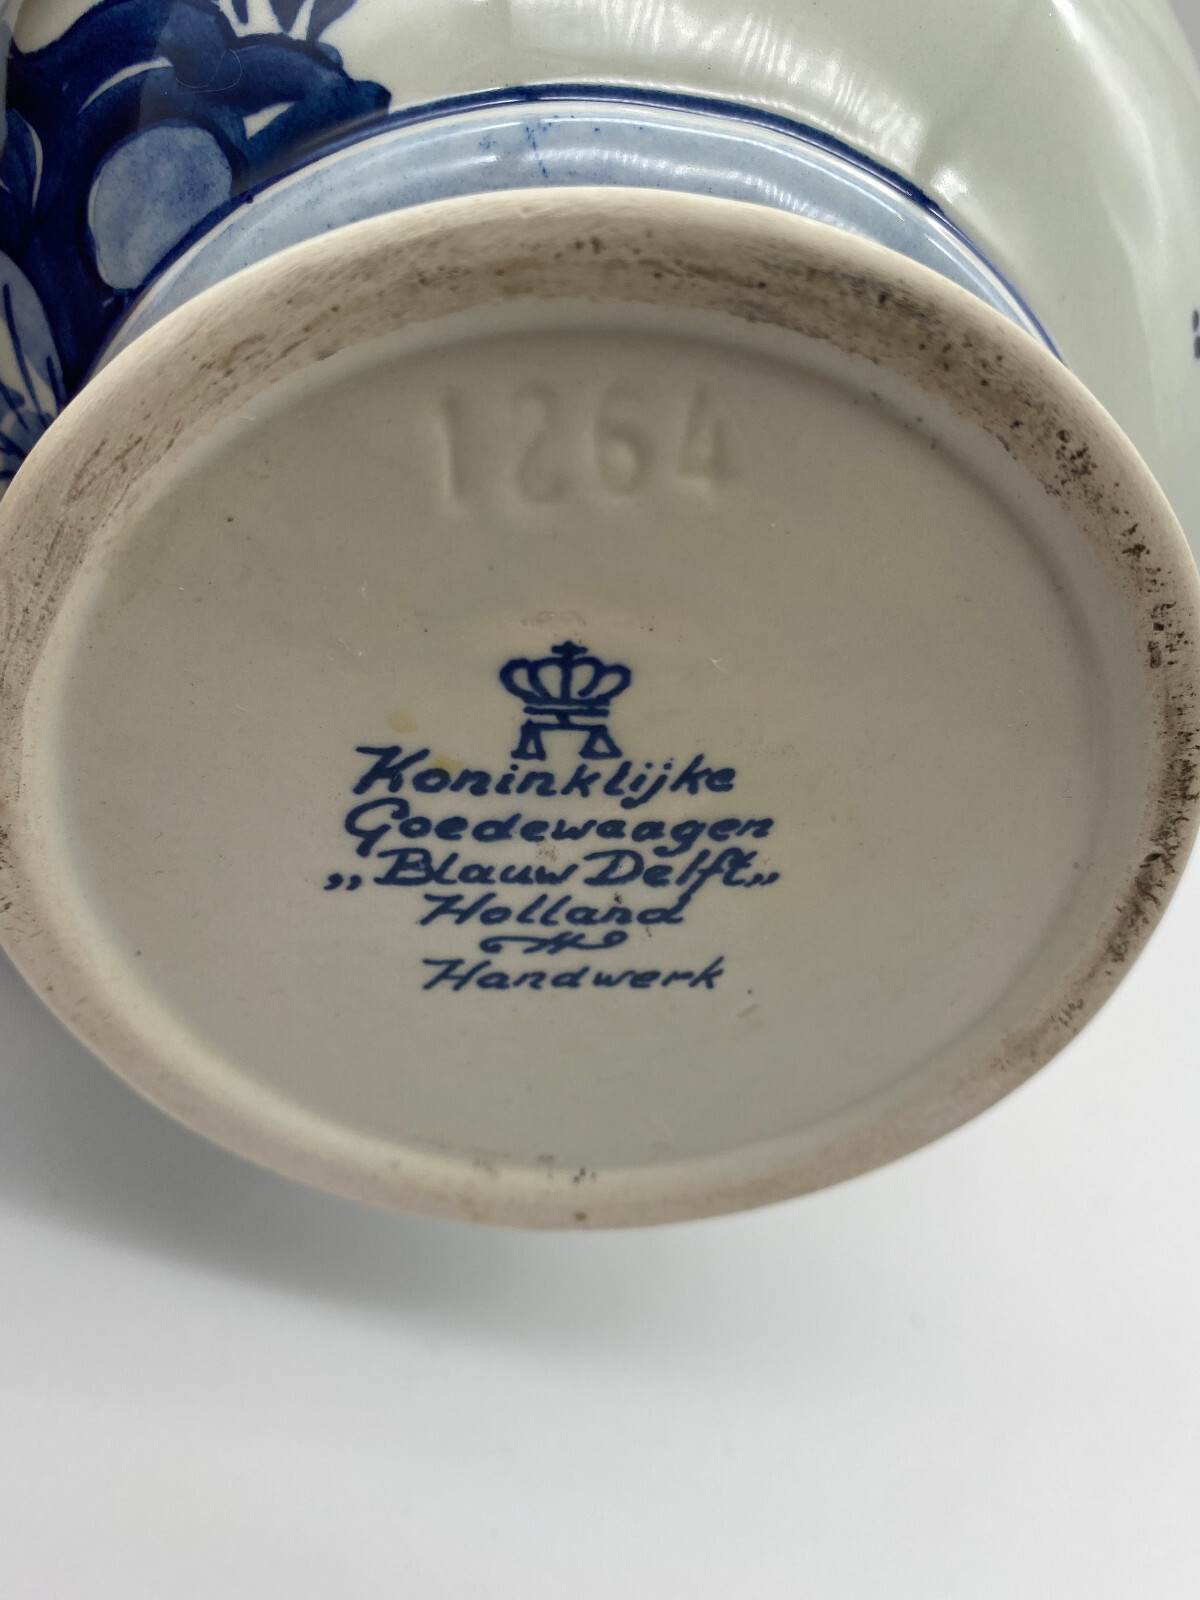 1264
Koninklijke
Goedewaagen
„Blauw Delft„
Holland
Handwerk